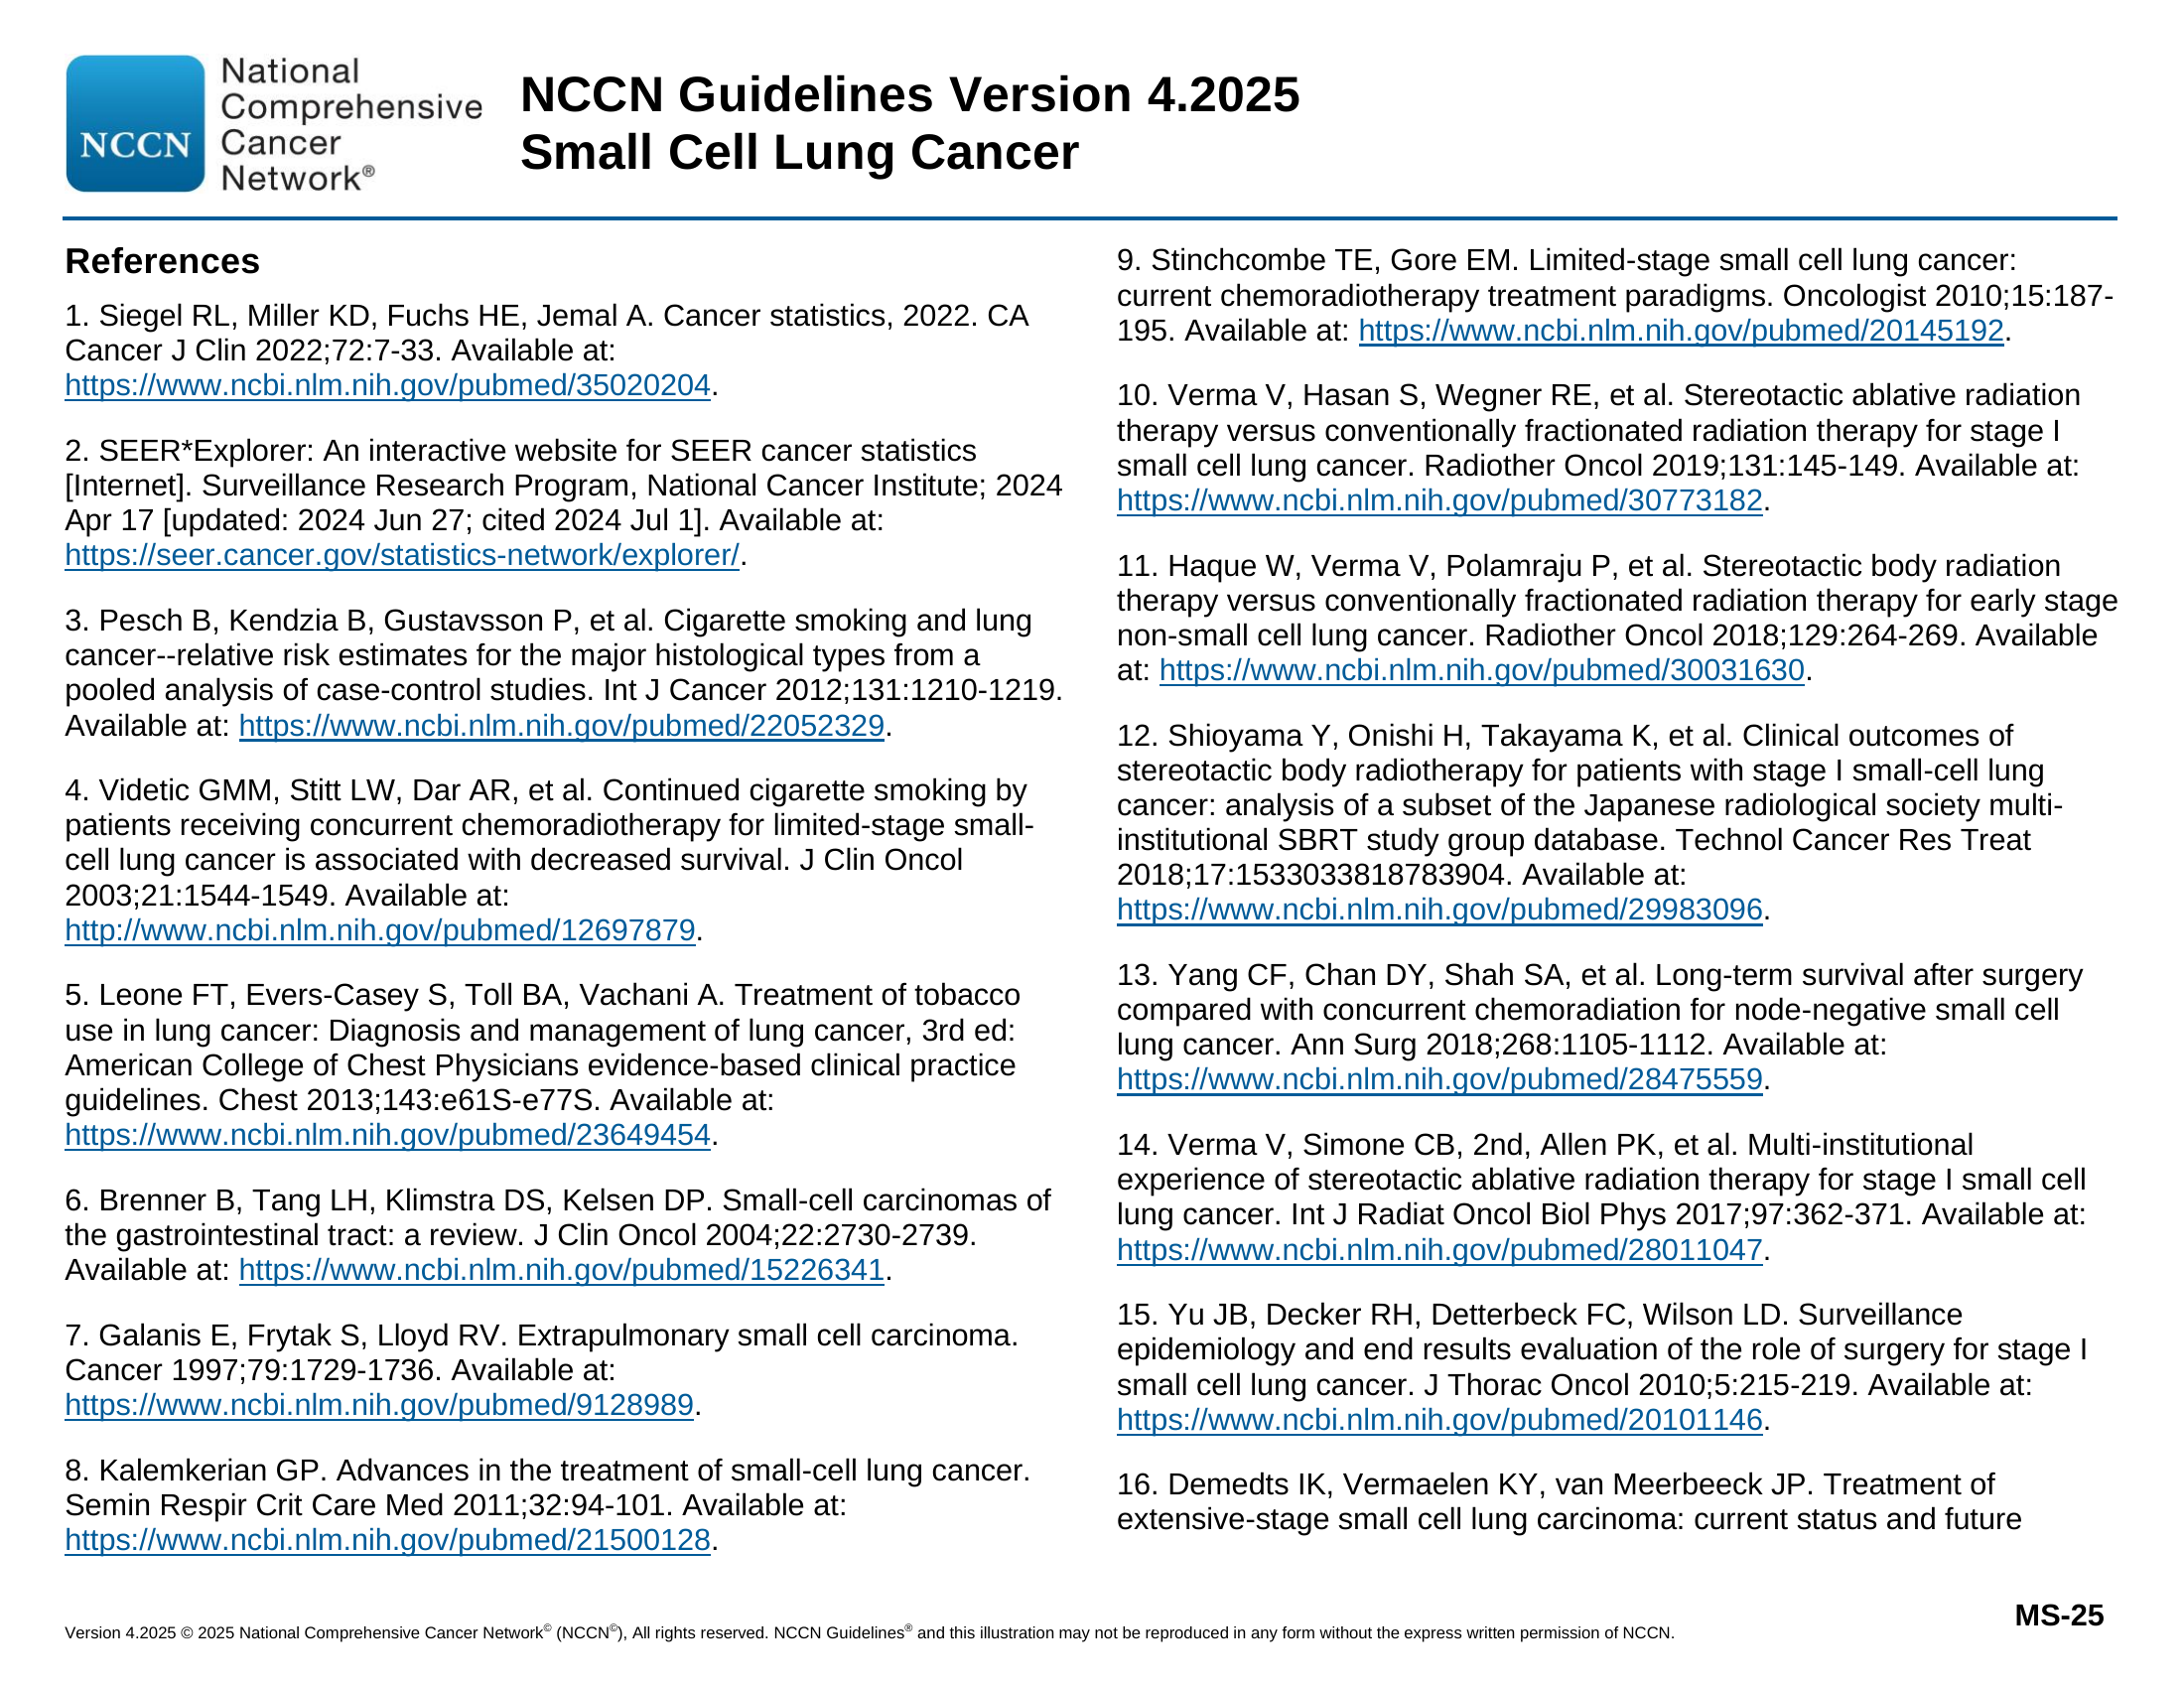 NCCN
National
Comprehensive
Cancer
Network®
NCCN Guidelines Version 4.2025
Small Cell Lung Cancer
References
1. Siegel RL, Miller KD, Fuchs HE, Jemal A. Cancer statistics, 2022. CA
Cancer J Clin 2022;72:7-33. Available at:
https://www.ncbi.nlm.nih.gov/pubmed/35020204.
2. SEER*Explorer: An interactive website for SEER cancer statistics
[Internet]. Surveillance Research Program, National Cancer Institute; 2024
Apr 17 [updated: 2024 Jun 27; cited 2024 Jul 1]. Available at:
https://seer.cancer.gov/statistics-network/explorer/.
3. Pesch B, Kendzia B, Gustavsson P, et al. Cigarette smoking and lung
cancer--relative risk estimates for the major histological types from a
pooled analysis of case-control studies. Int J Cancer 2012;131:1210-1219.
Available at: https://www.ncbi.nlm.nih.gov/pubmed/22052329.
4. Videtic GMM, Stitt LW, Dar AR, et al. Continued cigarette smoking by
patients receiving concurrent chemoradiotherapy for limited-stage small-
cell lung cancer is associated with decreased survival. J Clin Oncol
2003;21:1544-1549. Available at:
http://www.ncbi.nlm.nih.gov/pubmed/12697879.
5. Leone FT, Evers-Casey S, Toll BA, Vachani A. Treatment of tobacco
use in lung cancer: Diagnosis and management of lung cancer, 3rd ed:
American College of Chest Physicians evidence-based clinical practice
guidelines. Chest 2013;143:e61S-e77S. Available at:
https://www.ncbi.nlm.nih.gov/pubmed/23649454.
6. Brenner B, Tang LH, Klimstra DS, Kelsen DP. Small-cell carcinomas of
the gastrointestinal tract: a review. J Clin Oncol 2004;22:2730-2739.
Available at: https://www.ncbi.nlm.nih.gov/pubmed/15226341.
7. Galanis E, Frytak S, Lloyd RV. Extrapulmonary small cell carcinoma.
Cancer 1997;79:1729-1736. Available at:
https://www.ncbi.nlm.nih.gov/pubmed/9128989.
8. Kalemkerian GP. Advances in the treatment of small-cell lung cancer.
Semin Respir Crit Care Med 2011;32:94-101. Available at:
https://www.ncbi.nlm.nih.gov/pubmed/21500128.
9. Stinchcombe TE, Gore EM. Limited-stage small cell lung cancer:
current chemoradiotherapy treatment paradigms. Oncologist 2010;15:187-
195. Available at: https://www.ncbi.nlm.nih.gov/pubmed/20145192.
10. Verma V, Hasan S, Wegner RE, et al. Stereotactic ablative radiation
therapy versus conventionally fractionated radiation therapy for stage I
small cell lung cancer. Radiother Oncol 2019;131:145-149. Available at:
https://www.ncbi.nlm.nih.gov/pubmed/30773182.
11. Haque W, Verma V, Polamraju P, et al. Stereotactic body radiation
therapy versus conventionally fractionated radiation therapy for early stage
non-small cell lung cancer. Radiother Oncol 2018;129:264-269. Available
at: https://www.ncbi.nlm.nih.gov/pubmed/30031630.
12. Shioyama Y, Onishi H, Takayama K, et al. Clinical outcomes of
stereotactic body radiotherapy for patients with stage I small-cell lung
cancer: analysis of a subset of the Japanese radiological society multi-
institutional SBRT study group database. Technol Cancer Res Treat
2018;17:1533033818783904. Available at:
https://www.ncbi.nlm.nih.gov/pubmed/29983096.
13. Yang CF, Chan DY, Shah SA, et al. Long-term survival after surgery
compared with concurrent chemoradiation for node-negative small cell
lung cancer. Ann Surg 2018;268:1105-1112. Available at:
https://www.ncbi.nlm.nih.gov/pubmed/28475559.
14. Verma V, Simone CB, 2nd, Allen PK, et al. Multi-institutional
experience of stereotactic ablative radiation therapy for stage I small cell
lung cancer. Int J Radiat Oncol Biol Phys 2017;97:362-371. Available at:
https://www.ncbi.nlm.nih.gov/pubmed/28011047.
15. Yu JB, Decker RH, Detterbeck FC, Wilson LD. Surveillance
epidemiology and end results evaluation of the role of surgery for stage I
small cell lung cancer. J Thorac Oncol 2010;5:215-219. Available at:
https://www.ncbi.nlm.nih.gov/pubmed/20101146.
16. Demedts IK, Vermaelen KY, van Meerbeeck JP. Treatment of
extensive-stage small cell lung carcinoma: current status and future
MS-25
Version 4.2025 © 2025 National Comprehensive Cancer Network© (NCCN©), All rights reserved. NCCN Guidelines® and this illustration may not be reproduced in any form without the express written permission of NCCN.